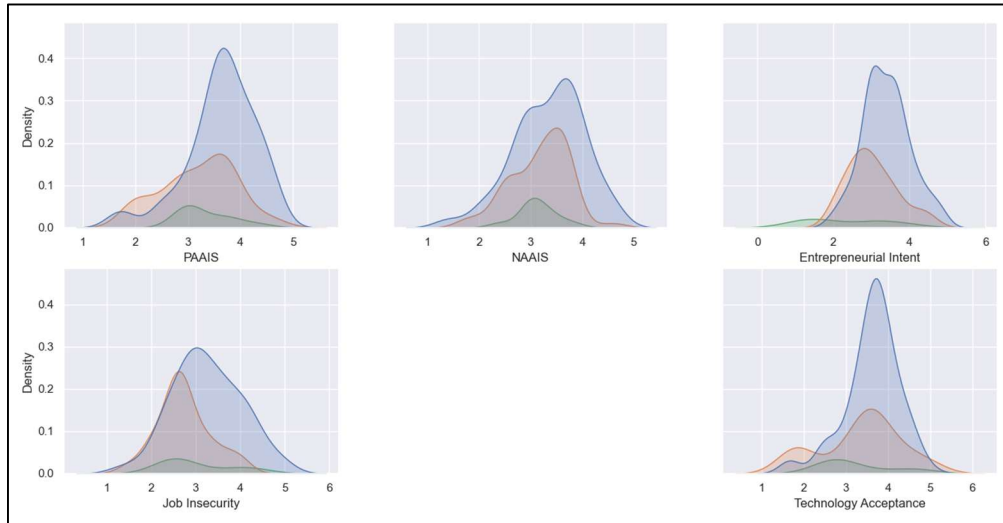 Density
0.4
0.3
0.2
0.1
0.0
1 2 3 4 5
PAAIS
1 2 3 4 5
NAAIS
0 2 4 6
Entrepreneurial Intent
Density
0.4
0.3
0.2
0.1
0.0
1 2 3 4 5 6
Job Insecurity
1 2 3 4 5 6
Technology Acceptance